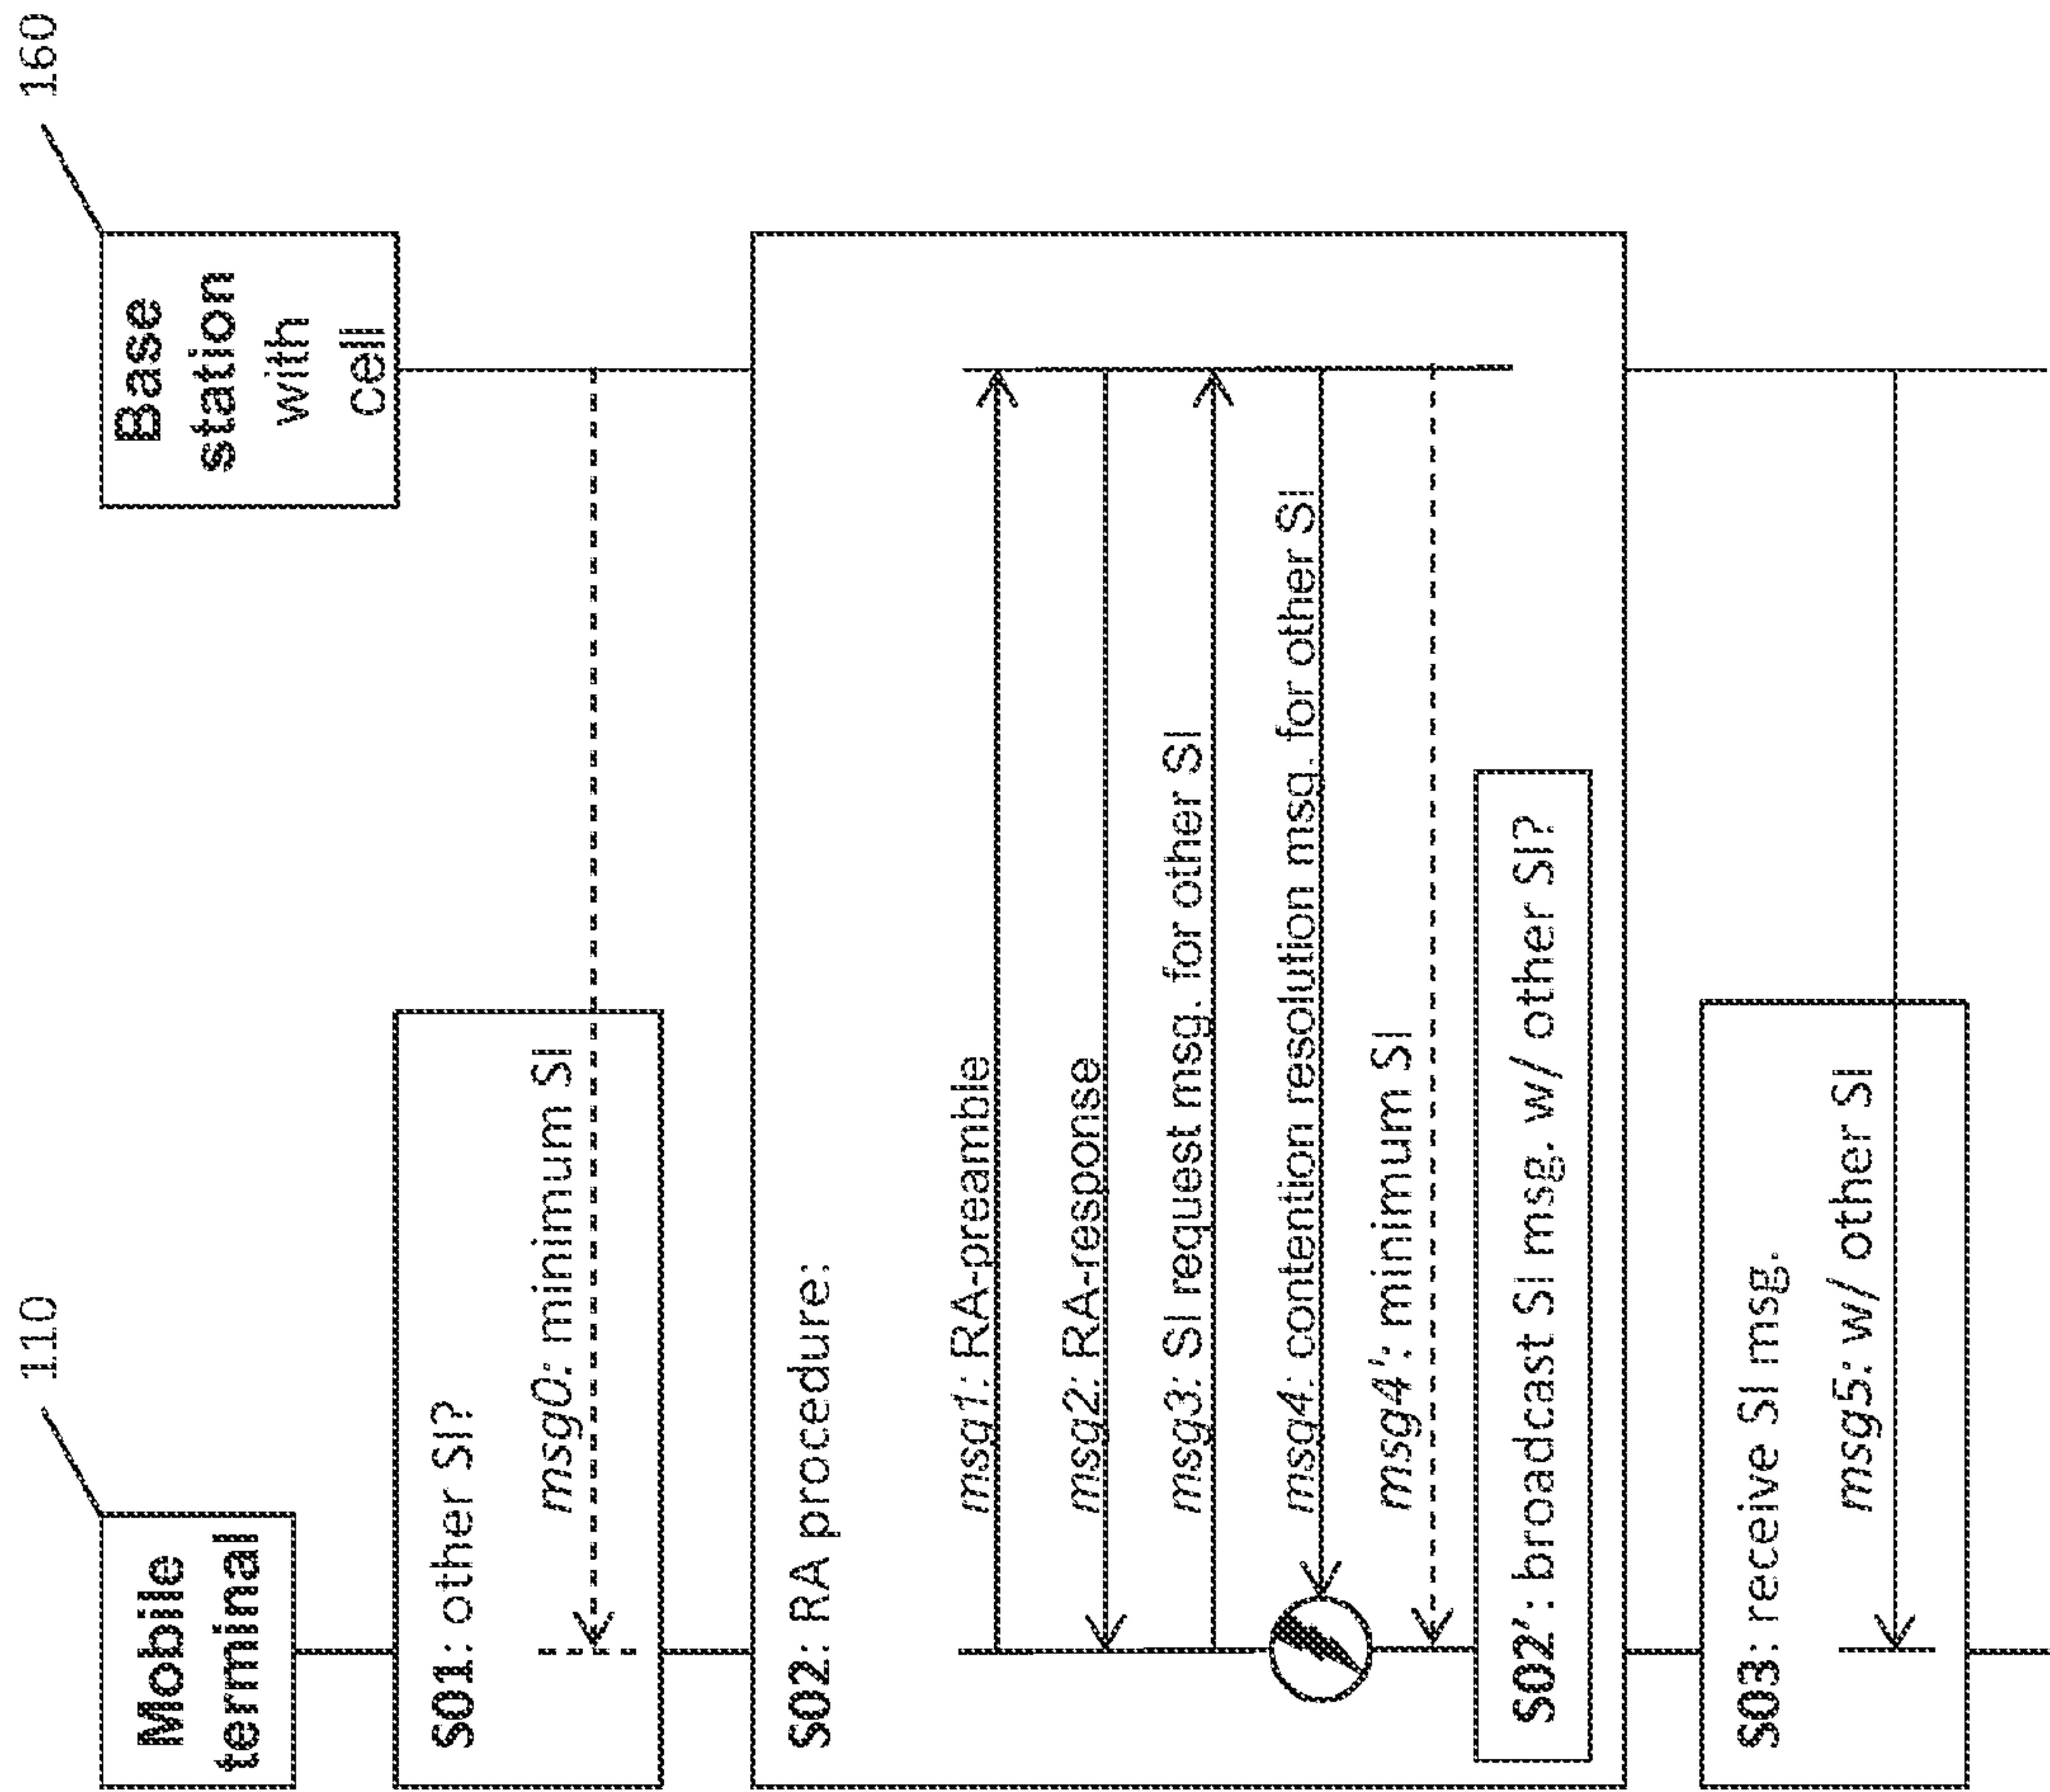 110
160
Mobile
terminal
Base
station
with
cell
S01: other SI?
msg0: minimum SI
S02: RA procedure:
msg1: RA-preamble
msg2: RA-response
msg3: SI request msg. for other SI
msg4: contention resolution msg. for other SI
msg4': minimum SI
S02': broadcast SI msg. w/ other SI?
S03: receive SI msg.
msg5: w/ other SI